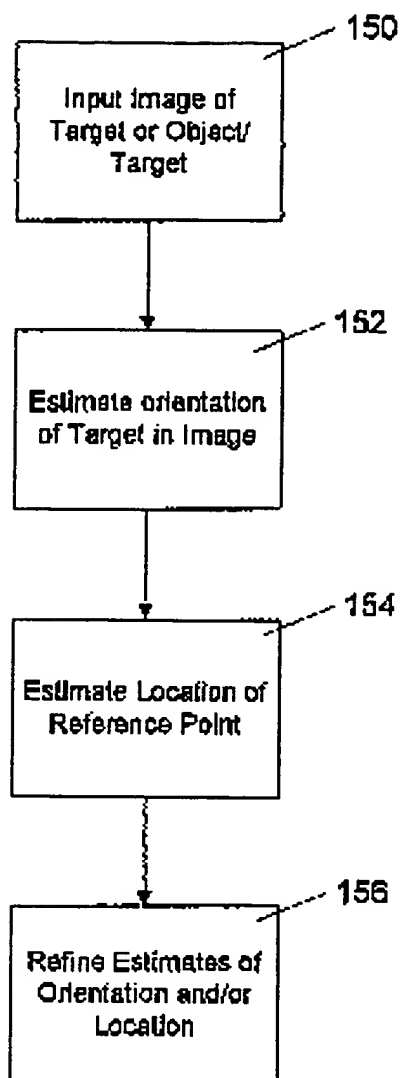 150
Input Image of
Target or Object/
Target
152
Estimate orientation
of Target in Image
154
Estimate Location of
Reference Point
156
Refine Estimates of
Orientation and/or
Location